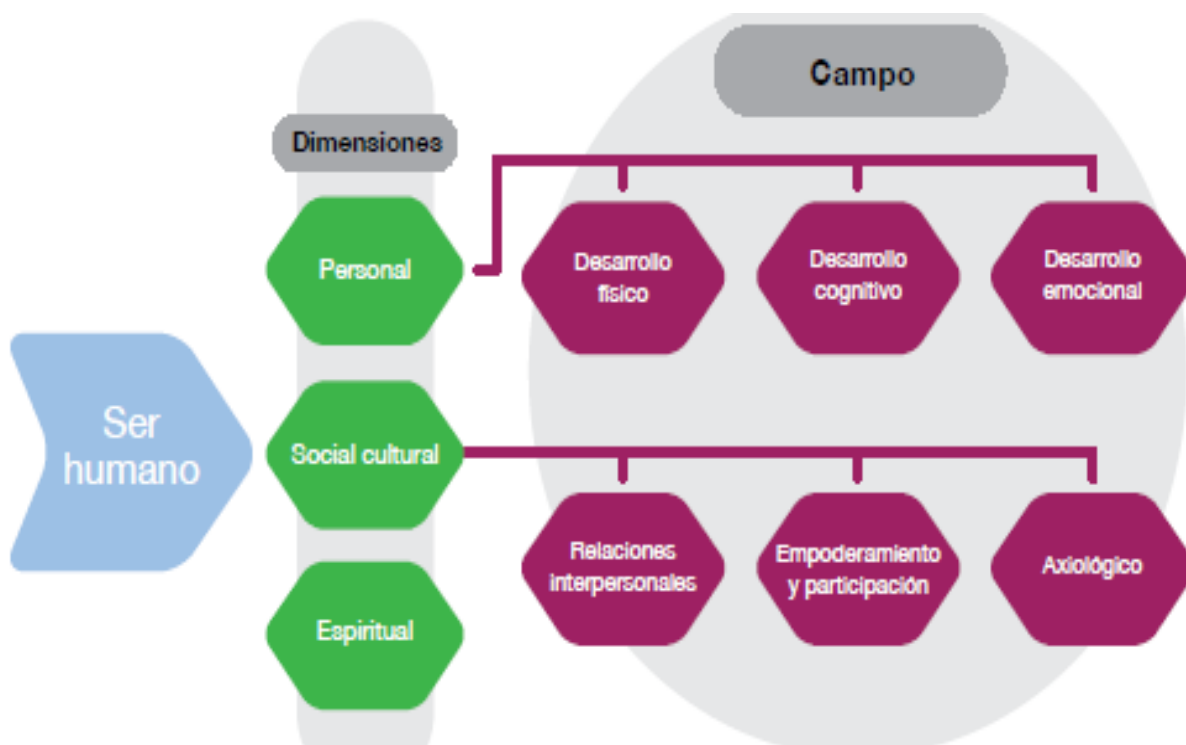 Campo
Dimensiones
Personal
Desarrollo
físico
Desarrollo
cognitivo
Desarrollo
emocional
Ser
humano
Social cultural
Relaciones
interpersonales
Empoderamiento
y participación
Axiológico
Espiritual